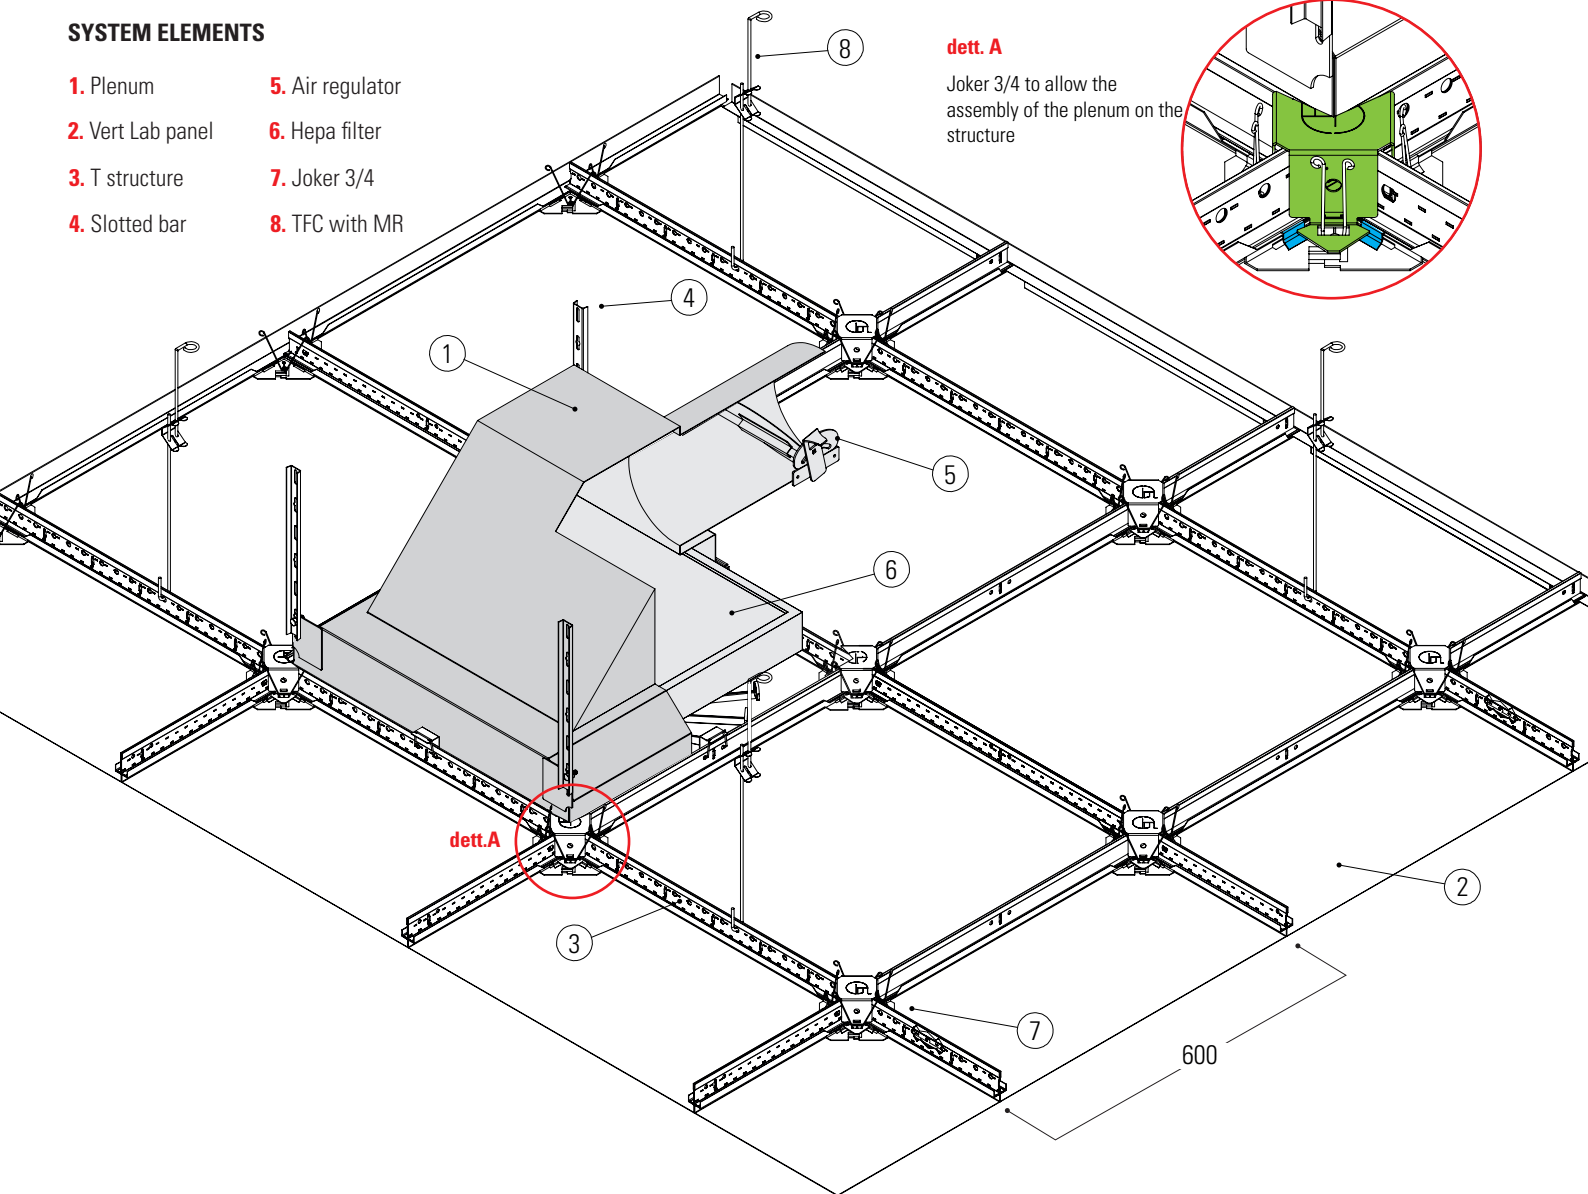 SYSTEM ELEMENTS
1. Plenum
2. Vert Lab panel
3. T structure
4. Slotted bar
5. Air regulator
6. Hepa filter
7. Joker 3/4
8. TFC with MR
dett. A
Joker 3/4 to allow the
assembly of the plenum on the
structure
8
4
1
5
6
dett.A
2
3
7
600